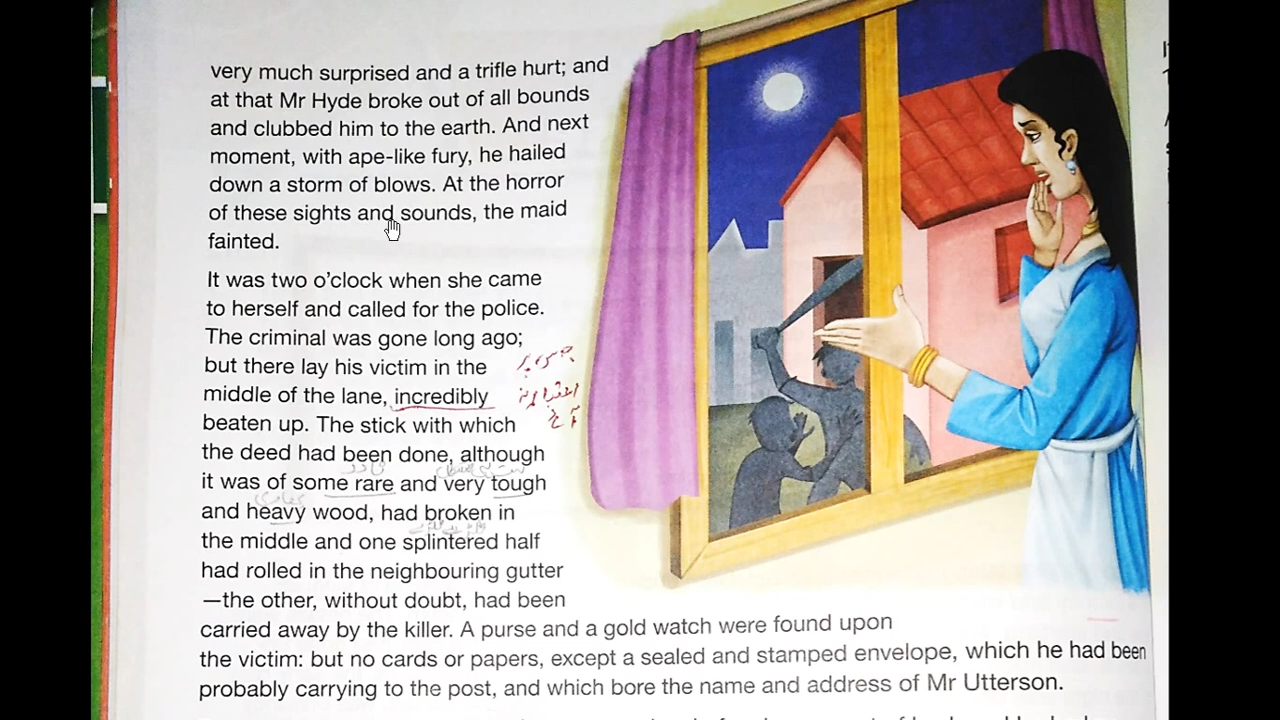 very much surprised and a trifle hurt; and
at that Mr Hyde broke out of all bounds
and clubbed him to the earth. And next
moment, with ape-like fury, he hailed
down a storm of blows. At the horror
of these sights and sounds, the maid
fainted.
It was two o'clock when she came
to herself and called for the police.
The criminal was gone long ago;
but there lay his victim in the
middle of the lane, incredibly
beaten up. The stick with which
the deed had been done, although
it was of some rare and very tough
and heavy wood, had broken in
the middle and one splintered half
had rolled in the neighbouring gutter
—the other, without doubt, had been
carried away by the killer. A purse and a gold watch were found upon
the victim: but no cards or papers, except a sealed and stamped envelope, which he had been
probably carrying to the post, and which bore the name and address of Mr Utterson.
جس پر